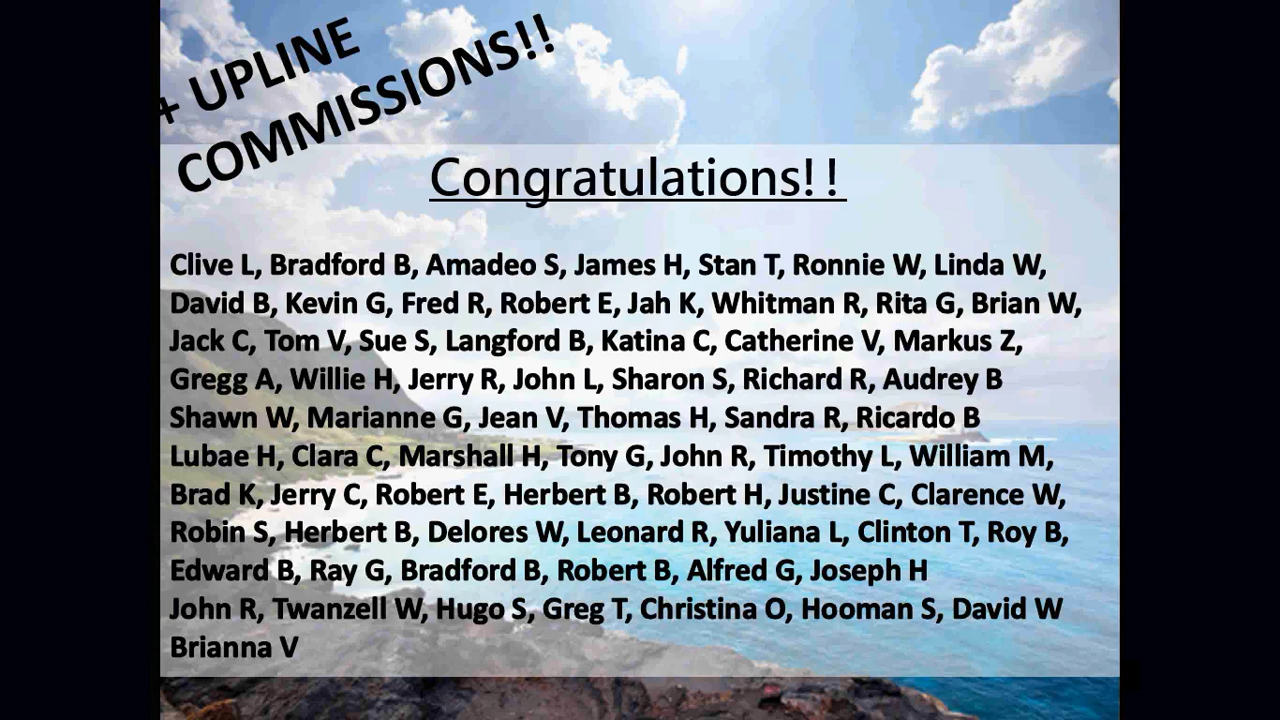 + UPLINE
COMMISSIONS!!
Congratulations!!
Clive L, Bradford B, Amadeo S, James H, Stan T, Ronnie W, Linda W,
David B, Kevin G, Fred R, Robert E, Jah K, Whitman R, Rita G, Brian W,
Jack C, Tom V, Sue S, Langford B, Katina C, Catherine V, Markus Z,
Gregg A, Willie H, Jerry R, John L, Sharon S, Richard R, Audrey B
Shawn W, Marianne G, Jean V, Thomas H, Sandra R, Ricardo B
Lubae H, Clara C, Marshall H, Tony G, John R, Timothy L, William M,
Brad K, Jerry C, Robert E, Herbert B, Robert H, Justine C, Clarence W,
Robin S, Herbert B, Delores W, Leonard R, Yuliana L, Clinton T, Roy B,
Edward B, Ray G, Bradford B, Robert B, Alfred G, Joseph H
John R, Twanzell W, Hugo S, Greg T, Christina O, Hooman S, David W
Brianna V